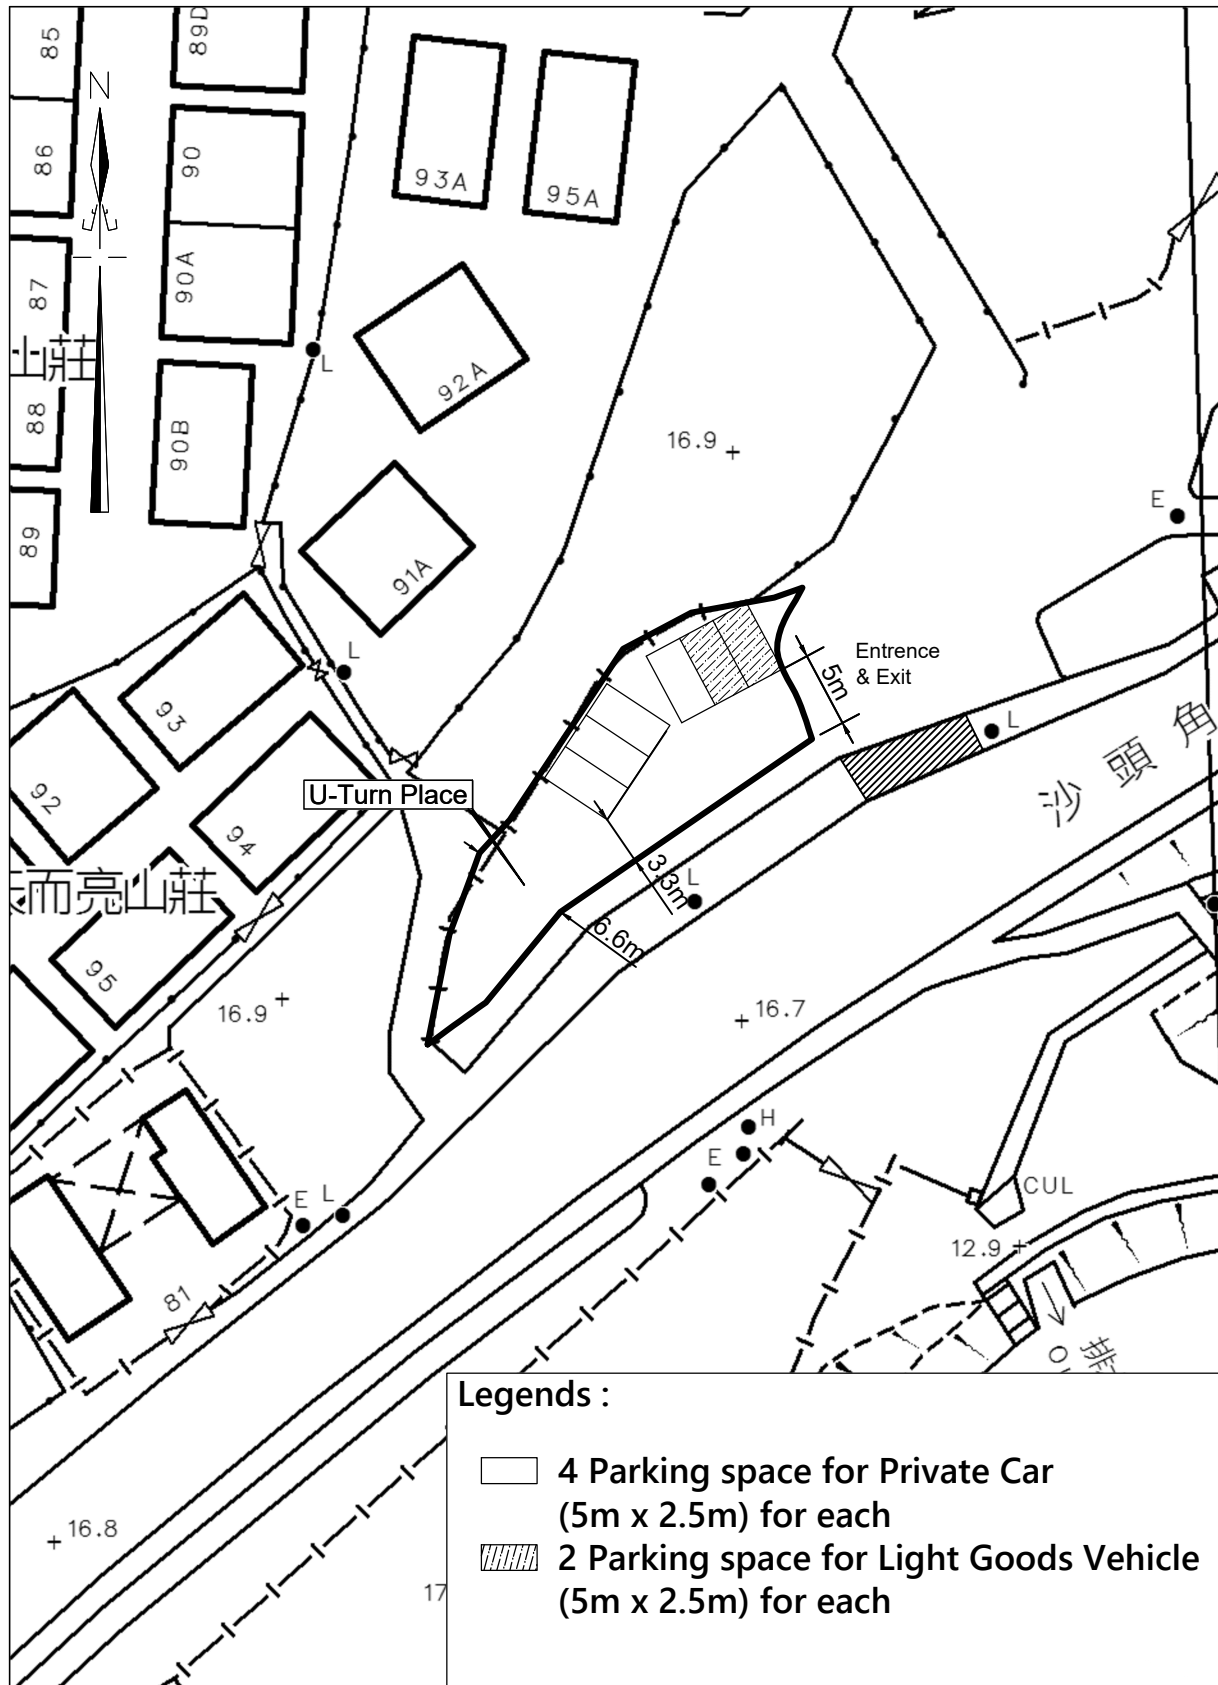 85
89D
N
86
90
93A
95A
90A
87
山莊
L
92A
88
90B
16.9
E
89
91A
L
Entrence
& Exit
5m
93
L
沙頭角
92
U-Turn Place
94
3.3m
L
而亮山莊
6.6m
95
16.9
16.7
H
E
E L
CUL
12.9
81
排
Legends :
4 Parking space for Private Car
(5m x 2.5m) for each
16.8
2 Parking space for Light Goods Vehicle
(5m x 2.5m) for each
17